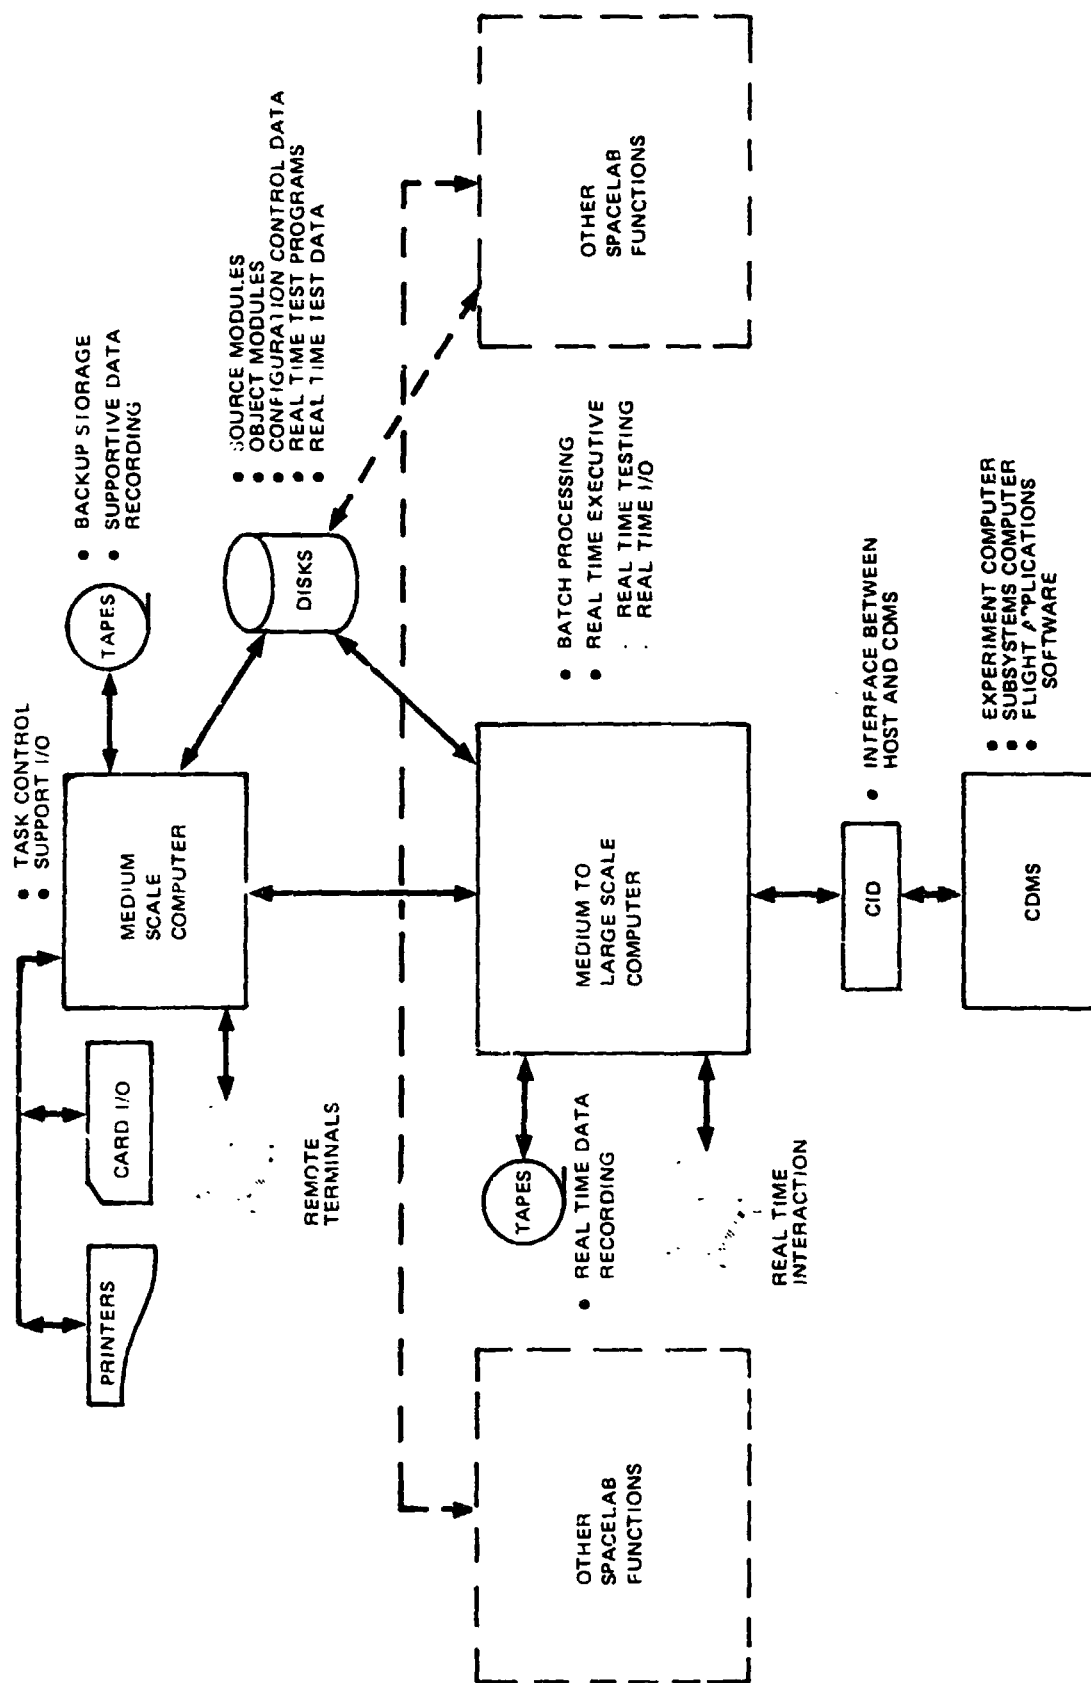 PRINTERS
CARD I/O
• TASK CONTROL
• SUPPORT I/O
MEDIUM
SCALE
COMPUTER
TAPES
• BACKUP STORAGE
• SUPPORTIVE DATA
RECORDING
REMOTE
TERMINALS
DISKS
• SOURCE MODULES
• OBJECT MODULES
• CONFIGURATION CONTROL DATA
• REAL TIME TEST PROGRAMS
• REAL TIME TEST DATA
OTHER
SPACELAB
FUNCTIONS
TAPES
• REAL TIME DATA
RECORDING
REAL TIME
INTERACTION
MEDIUM TO
LARGE SCALE
COMPUTER
• BATCH PROCESSING
• REAL TIME EXECUTIVE
. REAL TIME TESTING
. REAL TIME I/O
OTHER
SPACELAB
FUNCTIONS
CID
• INTERFACE BETWEEN
HOST AND CDMS
CDMS
• EXPERIMENT COMPUTER
• SUBSYSTEMS COMPUTER
• FLIGHT APPLICATIONS
SOFTWARE